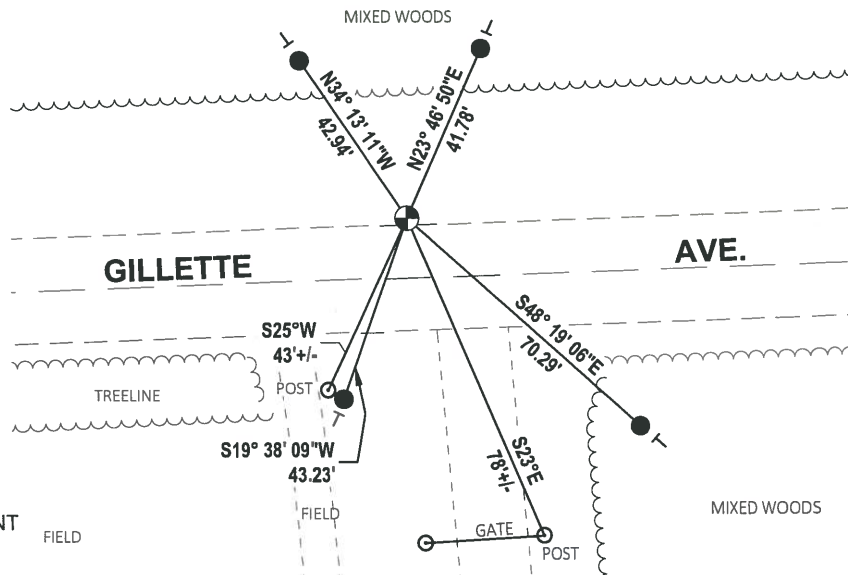 MIXED WOODS
N34° 13' 11"W
42.94'
N23° 46' 50"E
41.78'
GILLETTE AVE.
S48° 19' 06"E
70.29'
S25°W
43'+/-
POST
TREELINE
S19° 38' 09"W
43.23'
S23°E
78'+/-
FIELD
MIXED WOODS
NT
FIELD
GATE
POST